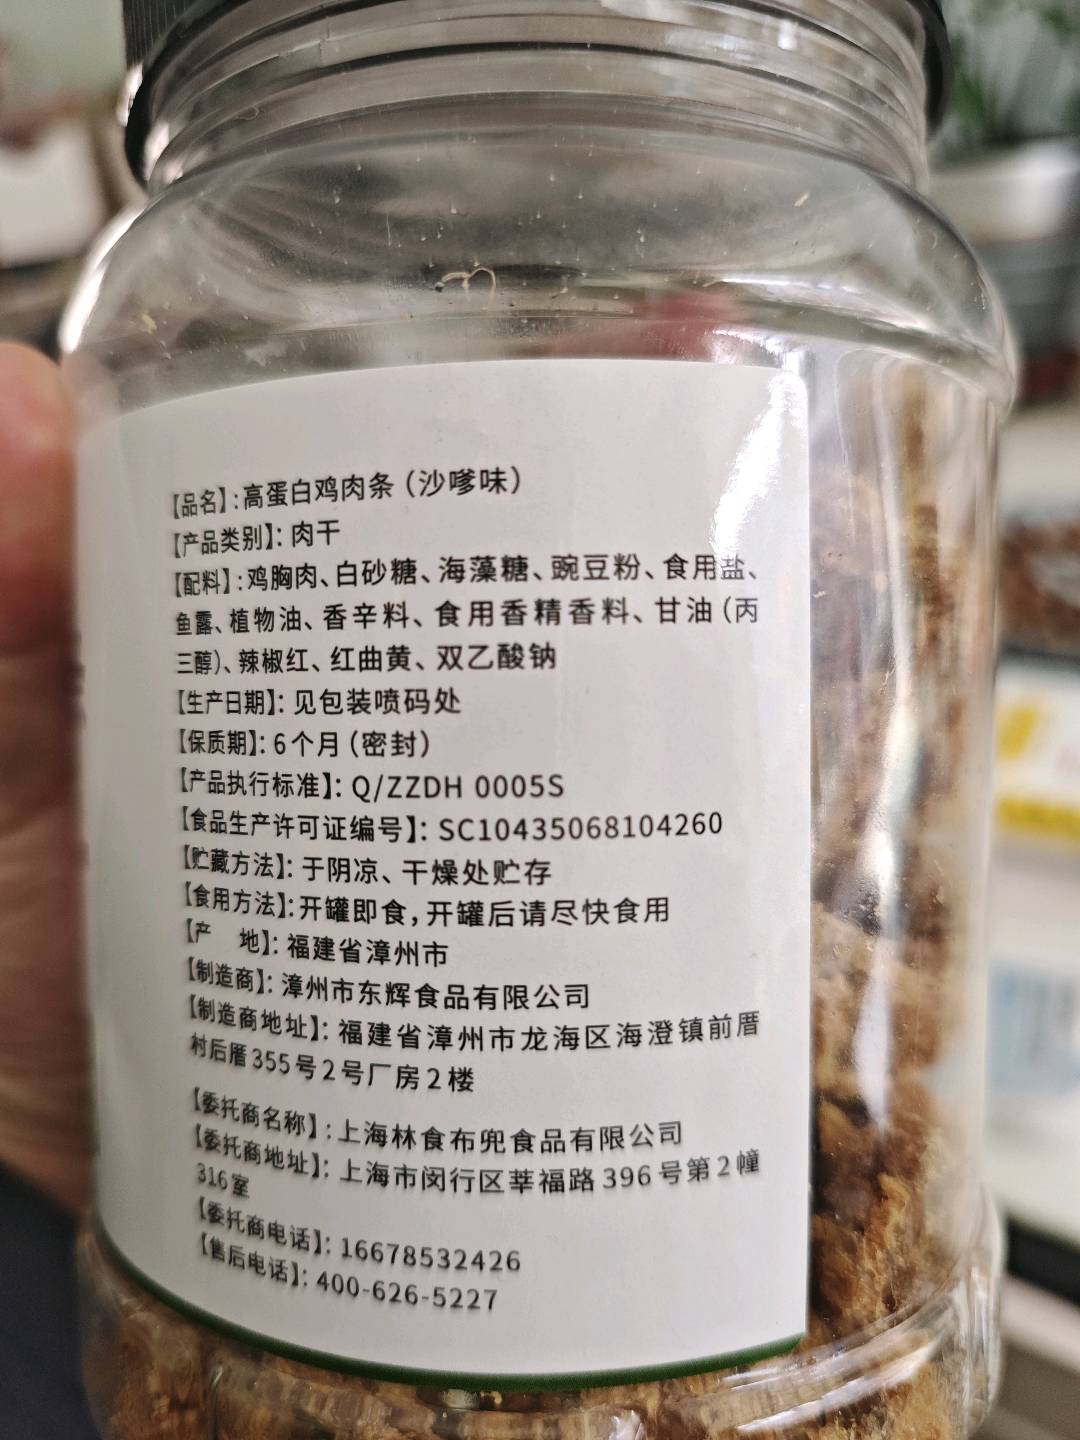 【品名】:高蛋白鸡肉条（沙嗲味）
【产品类别】:肉干
【配料】:鸡胸肉、白砂糖、海藻糖、豌豆粉、食用盐、
鱼露、植物油、香辛料、食用香精香料、甘油（丙
三醇）、辣椒红、红曲黄、双乙酸钠
【生产日期】:见包装喷码处
【保质期】:6个月（密封）
【产品执行标准】:Q/ZZDH 0005S
【食品生产许可证编号】:SC10435068104260
【贮藏方法】:于阴凉、干燥处贮存
【食用方法】:开罐即食,开罐后请尽快食用
【产 地】:福建省漳州市
【制造商】:漳州市东辉食品有限公司
【制造商地址】:福建省漳州市龙海区海澄镇前厝
村后厝355号2号厂房2楼
【委托商名称】:上海林食布兜食品有限公司
【委托商地址】:上海市闵行区莘福路396号第2幢
316室
【委托商电话】:16678532426
【售后电话】:400-626-5227